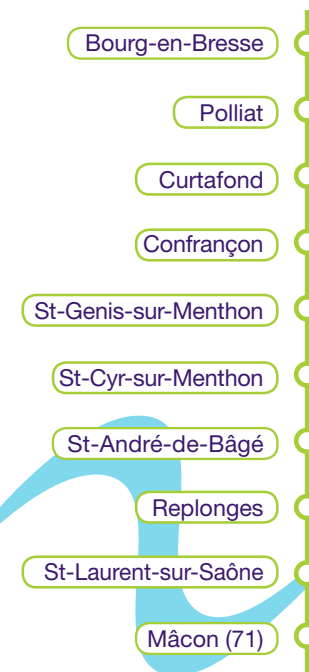 Bourg-en-Bresse
Polliat
Curtafond
Confrançon
St-Genis-sur-Menthon
St-Cyr-sur-Menthon
St-André-de-Bâgé
Replonges
St-Laurent-sur-Saône
Mâcon (71)